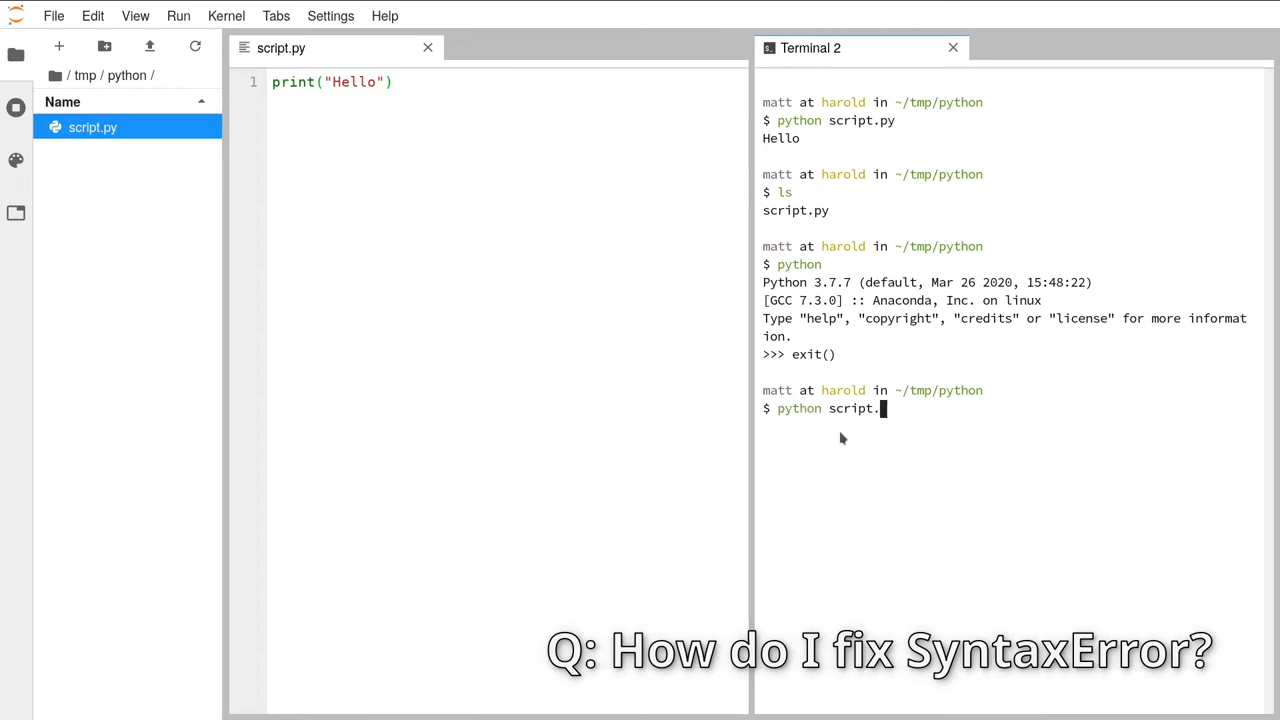 File Edit View Run Kernel Tabs Settings Help
/ tmp / python /
Name
script.py
script.py
1 print("Hello")
Terminal 2
matt at harold in ~/tmp/python
$ python script.py
Hello
matt at harold in ~/tmp/python
$ ls
script.py
matt at harold in ~/tmp/python
$ python
Python 3.7.7 (default, Mar 26 2020, 15:48:22)
[GCC 7.3.0] :: Anaconda, Inc. on linux
Type "help", "copyright", "credits" or "license" for more informat
ion.
>>> exit()
matt at harold in ~/tmp/python
$ python script.
Q: How do I fix SyntaxError?